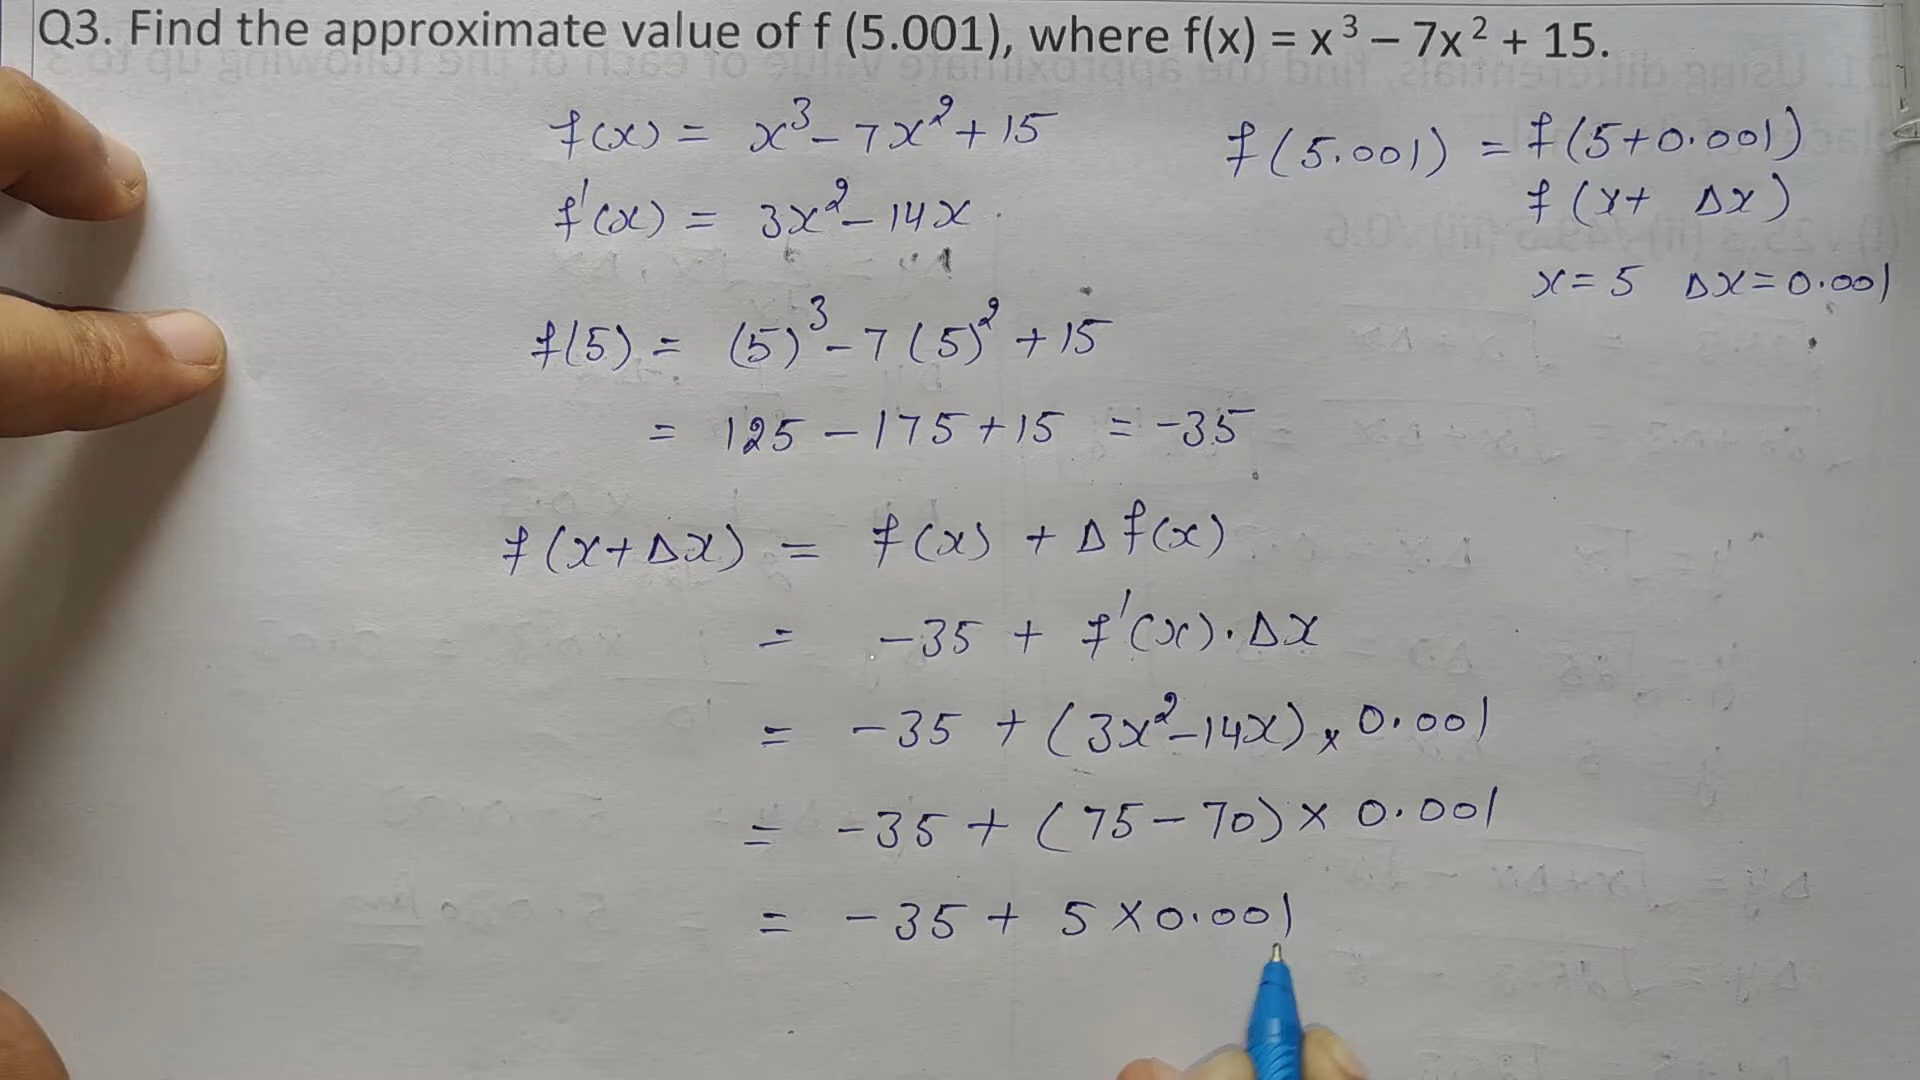 Q3. Find the approximate value of f (5.001), where f(x) = x³ – 7x² + 15.
f(x) = x³ – 7x² + 15
f'(x) = 3x² – 14x
f(5.001) = f(5+0.001)
f(x+ Δx)
x = 5 Δx = 0.001
f(5) = (5)³ – 7(5)² + 15
= 125 – 175 + 15 = –35
f(x+Δx) = f(x) + Δf(x)
= –35 + f'(x)·Δx
= –35 + (3x²–14x) × 0.001
= –35 + (75–70) × 0.001
= –35 + 5 × 0.001